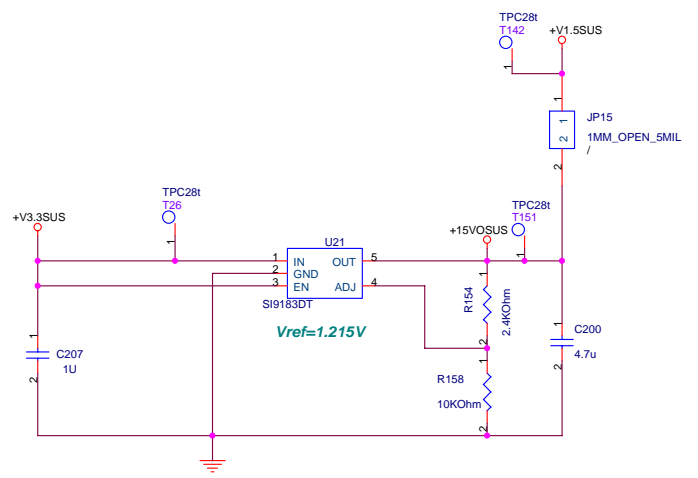 TPC28t
T142
+V1.5SUS
1
1
JP15
1
2
1MM_OPEN_5MIL
/
2
TPC28t
T26
TPC28t
T151
+V3.3SUS
+15VOSUS
1
1
U21
1
IN
OUT
5
2
GND
3
EN
ADJ
4
SI9183DT
1
R154
2.4KOhm
2
Vref=1.215V
1
C207
1U
2
1
C200
4.7u
2
1
R158
10KOhm
2